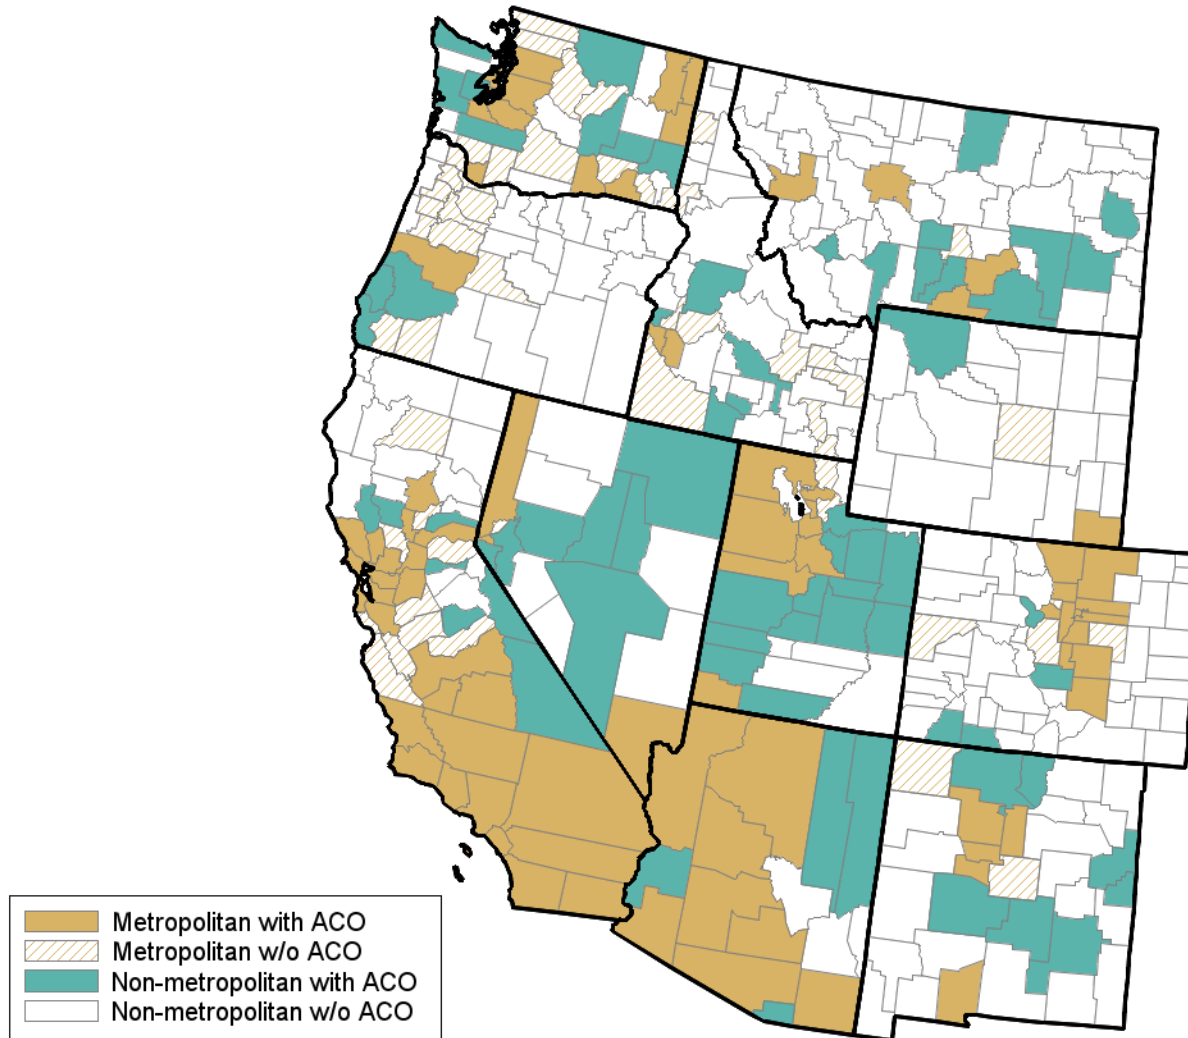 Metropolitan with ACO
Metropolitan w/o ACO
Non-metropolitan with ACO
Non-metropolitan w/o ACO